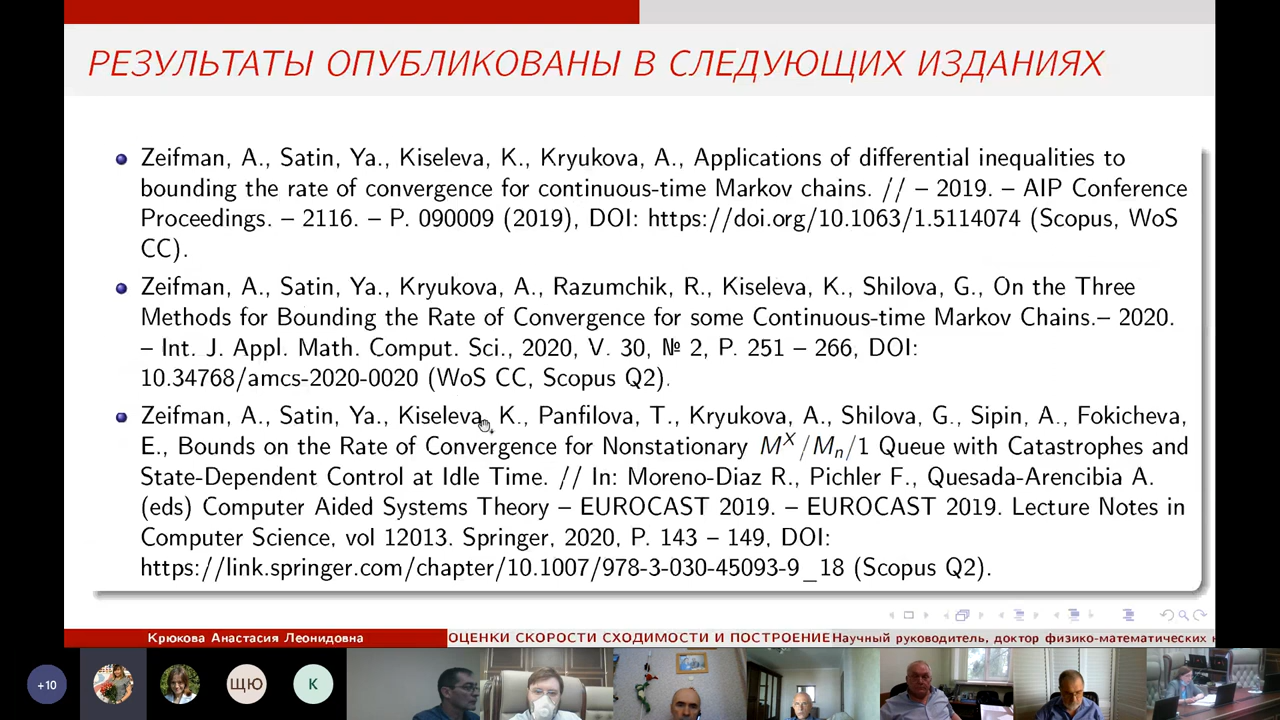 РЕЗУЛЬТАТЫ ОПУБЛИКОВАНЫ В СЛЕДУЮЩИХ ИЗДАНИЯХ
Zeifman, A., Satin, Ya., Kiseleva, K., Kryukova, A., Applications of differential inequalities to
bounding the rate of convergence for continuous-time Markov chains. // – 2019. – AIP Conference
Proceedings. – 2116. – P. 090009 (2019), DOI: https://doi.org/10.1063/1.5114074 (Scopus, WoS
CC).
Zeifman, A., Satin, Ya., Kryukova, A., Razumchik, R., Kiseleva, K., Shilova, G., On the Three
Methods for Bounding the Rate of Convergence for some Continuous-time Markov Chains.– 2020.
– Int. J. Appl. Math. Comput. Sci., 2020, V. 30, № 2, P. 251 – 266, DOI:
10.34768/amcs-2020-0020 (WoS CC, Scopus Q2).
Zeifman, A., Satin, Ya., Kiseleva, K., Panfilova, T., Kryukova, A., Shilova, G., Sipin, A., Fokicheva,
E., Bounds on the Rate of Convergence for Nonstationary M^X/M_n/1 Queue with Catastrophes and
State-Dependent Control at Idle Time. // In: Moreno-Diaz R., Pichler F., Quesada-Arencibia A.
(eds) Computer Aided Systems Theory – EUROCAST 2019. – EUROCAST 2019. Lecture Notes in
Computer Science, vol 12013. Springer, 2020, P. 143 – 149, DOI:
https://link.springer.com/chapter/10.1007/978-3-030-45093-9_18 (Scopus Q2).
Крюкова Анастасия Леонидовна ОЦЕНКИ СКОРОСТИ СХОДИМОСТИ И ПОСТРОЕНИЕ Научный руководитель, доктор физико-математических н
+10 ЩЮ K